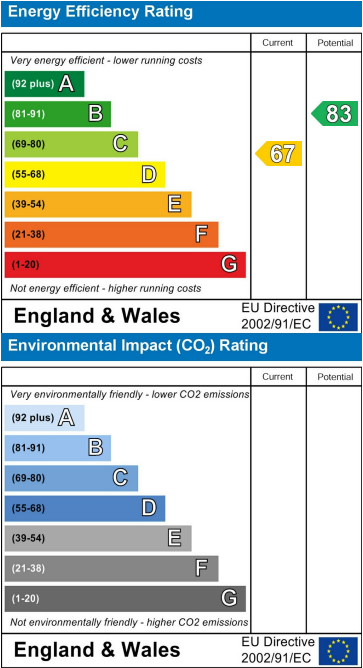 Energy Efficiency Rating
Current Potential
Very energy efficient - lower running costs
(92 plus) A
(81-91) B
83
(69-80) C
67
(55-68) D
(39-54) E
(21-38) F
(1-20) G
Not energy efficient - higher running costs
England & Wales
EU Directive
2002/91/EC
Environmental Impact (CO₂) Rating
Current Potential
Very environmentally friendly - lower CO2 emissions
(92 plus) A
(81-91) B
(69-80) C
(55-68) D
(39-54) E
(21-38) F
(1-20) G
Not environmentally friendly - higher CO2 emissions
England & Wales
EU Directive
2002/91/EC